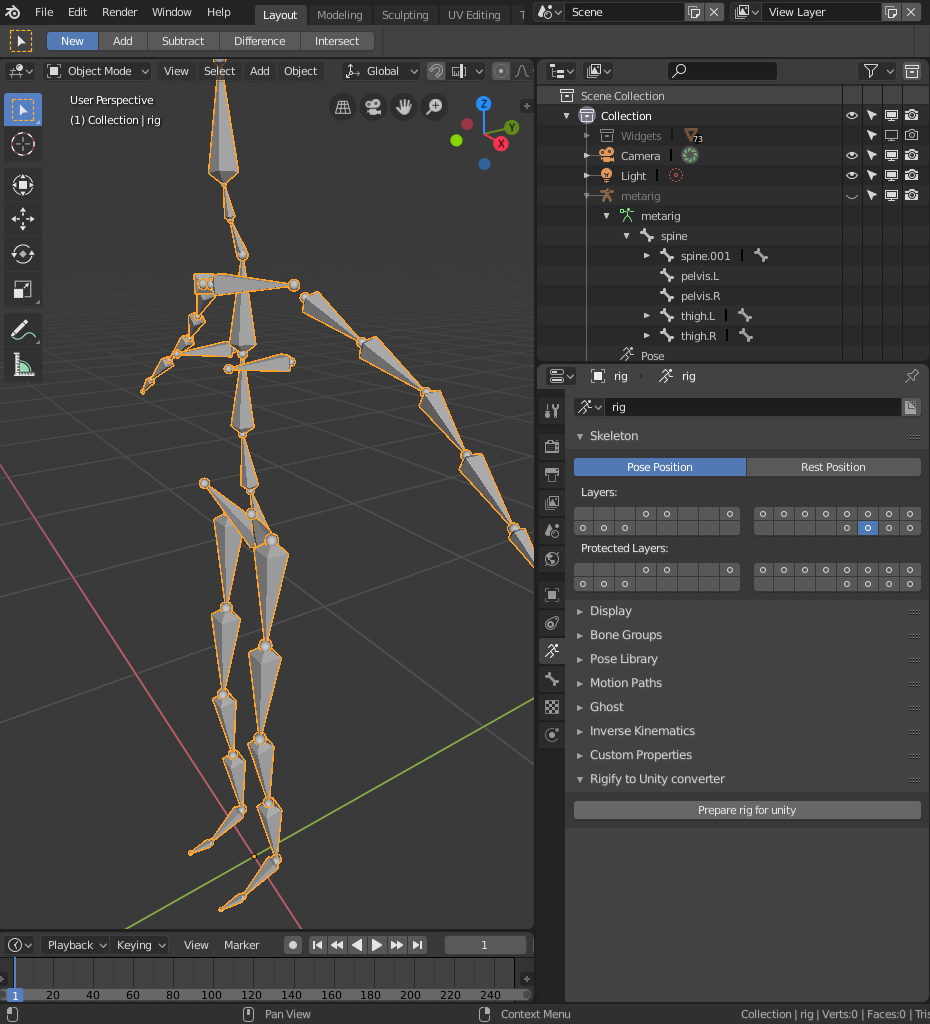 File Edit Render Window Help Layout Modeling Sculpting UV Editing T Scene View Layer
New Add Subtract Difference Intersect
Object Mode View Select Add Object Global
User Perspective
(1) Collection | rig
Z
Y
X
Scene Collection
Collection
Widgets 73
Camera
Light
metarig
metarig
spine
spine.001
pelvis.L
pelvis.R
thigh.L
thigh.R
Pose
rig rig
rig
Skeleton
Pose Position Rest Position
Layers:
Protected Layers:
Display
Bone Groups
Pose Library
Motion Paths
Ghost
Inverse Kinematics
Custom Properties
Rigify to Unity converter
Prepare rig for unity
Playback Keying View Marker 1
1 20 40 60 80 100 120 140 160 180 200 220 240
Pan View Context Menu Collection | rig | Verts:0 | Faces:0 | Tris